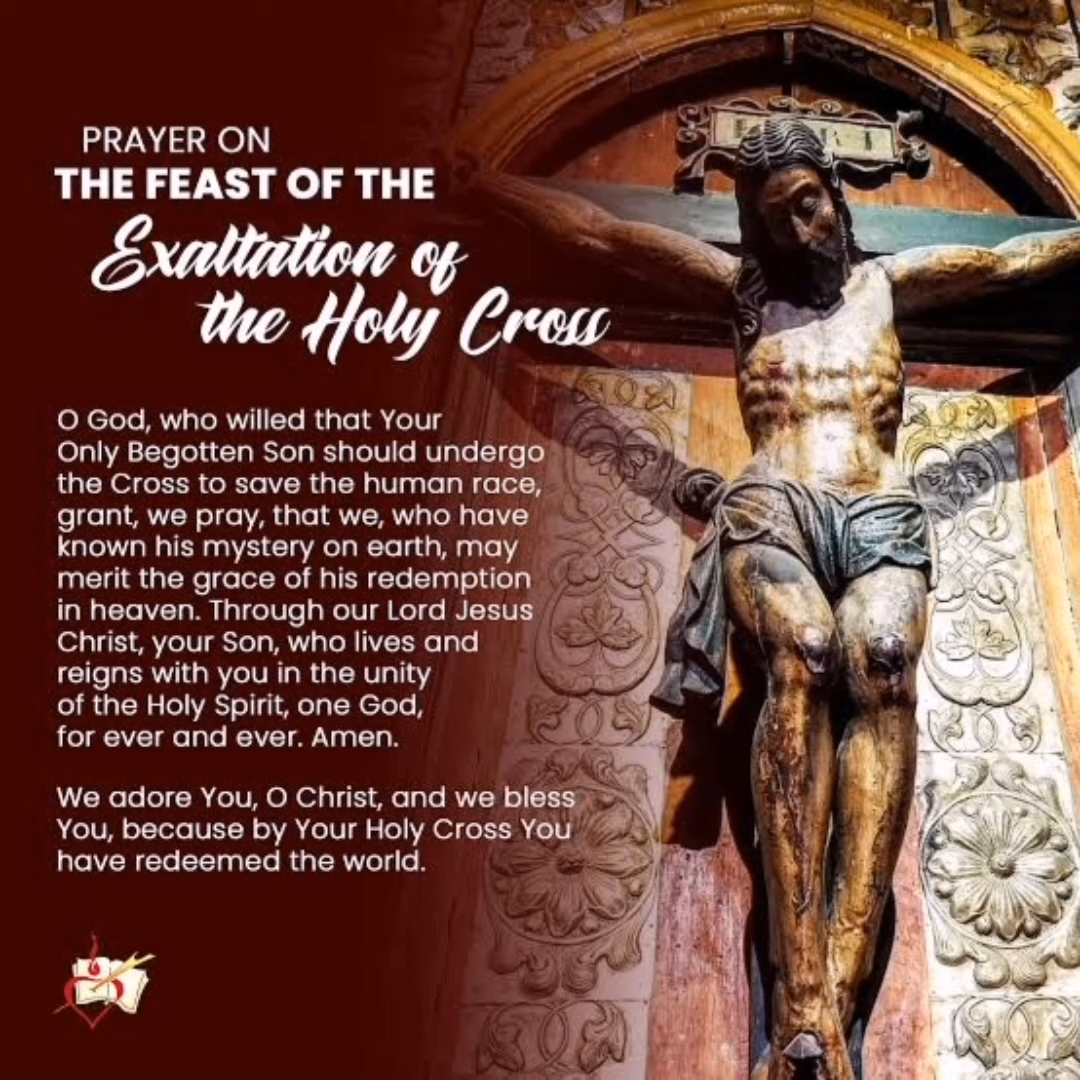 PRAYER ON
THE FEAST OF THE
Exaltation of
the Holy Cross
O God, who willed that Your
Only Begotten Son should undergo
the Cross to save the human race,
grant, we pray, that we, who have
known his mystery on earth, may
merit the grace of his redemption
in heaven. Through our Lord Jesus
Christ, your Son, who lives and
reigns with you in the unity
of the Holy Spirit, one God,
for ever and ever. Amen.
We adore You, O Christ, and we bless
You, because by Your Holy Cross You
have redeemed the world.